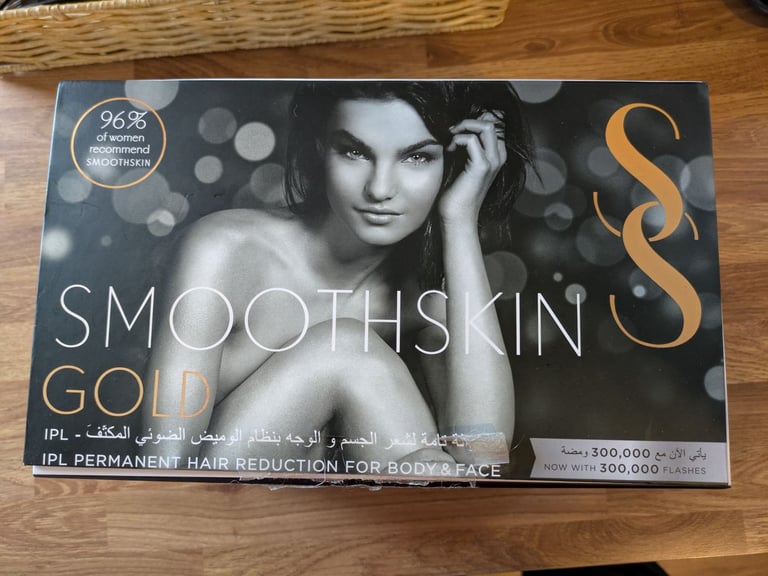 96%
of women
recommend
SMOOTHSKIN
SMOOTHSKIN
GOLD
تامة لشعر الجسم و الوجه بنظام الوميض الضوئي المكثّف - IPL
IPL PERMANENT HAIR REDUCTION FOR BODY & FACE
يأتي الآن مع 300,000 ومضة
NOW WITH 300,000 FLASHES